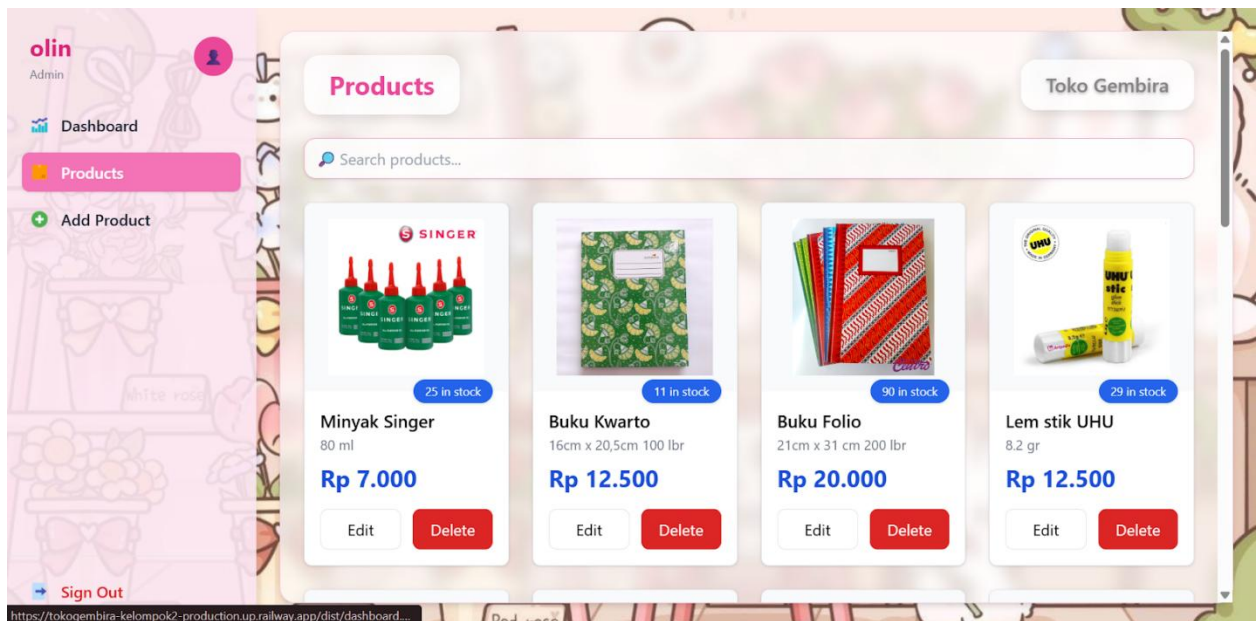 olin
Admin
Dashboard
Products
Add Product
Sign Out
Products
Toko Gembira
Search products...
SINGER
25 in stock
Minyak Singer
80 ml
Rp 7.000
Edit
Delete
11 in stock
Buku Kwarto
16cm x 20,5cm 100 lbr
Rp 12.500
Edit
Delete
90 in stock
Buku Folio
21cm x 31 cm 200 lbr
Rp 20.000
Edit
Delete
UHU
UHU
stic
29 in stock
Lem stik UHU
8.2 gr
Rp 12.500
Edit
Delete
white rose
https://tokogembira-kelompok2-production.up.railway.app/dist/dashboard....